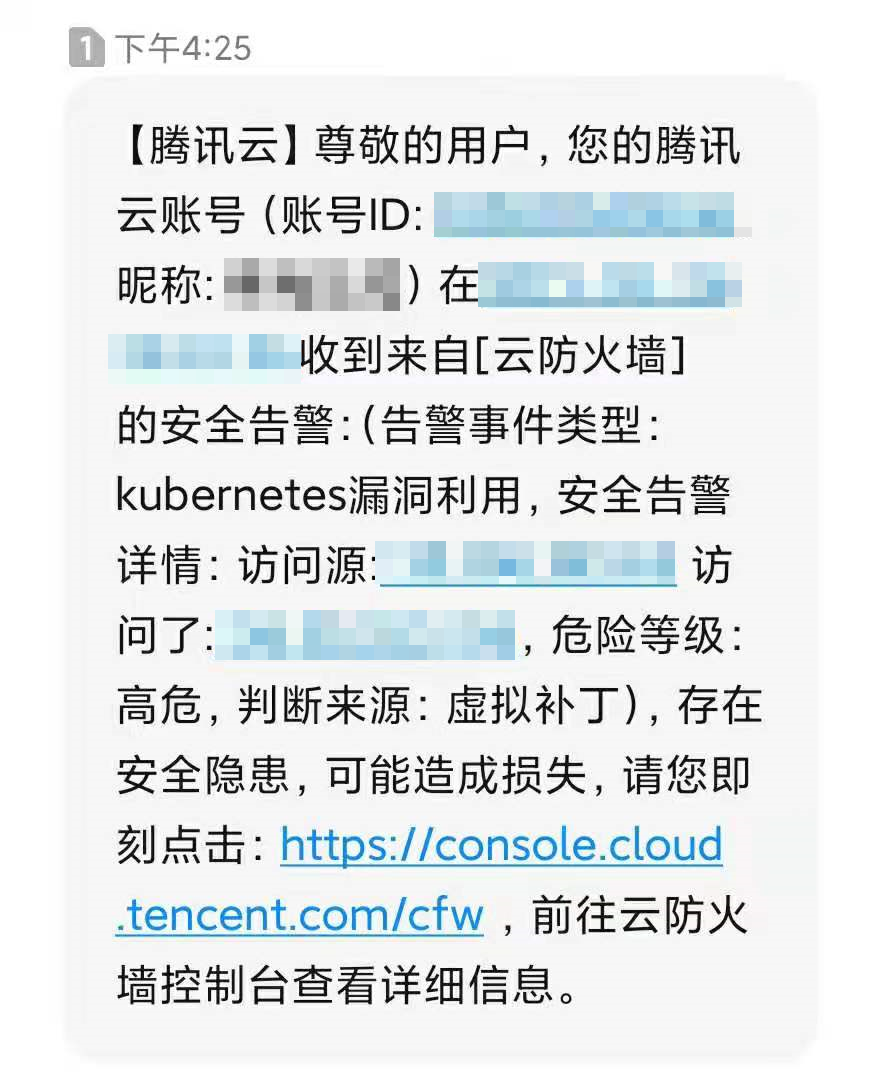 1 下午4:25
【腾讯云】尊敬的用户, 您的腾讯
云账号 (账号ID:
昵称: ) 在
收到来自[云防火墙]
的安全告警: (告警事件类型:
kubernetes漏洞利用, 安全告警
详情: 访问源: 访
问了: , 危险等级:
高危, 判断来源: 虚拟补丁), 存在
安全隐患, 可能造成损失, 请您即
刻点击: https://console.cloud
.tencent.com/cfw , 前往云防火
墙控制台查看详细信息。